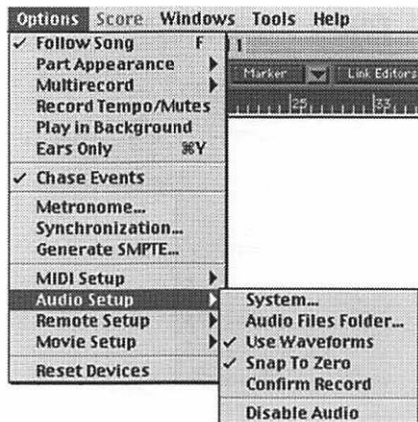 Options Score Windows Tools Help
✓ Follow Song F
Part Appearance
Multirecord
Record Tempo/Mutes
Play in Background
Ears Only ⌘Y
✓ Chase Events
Metronome...
Synchronization...
Generate SMPTE...
MIDI Setup
Audio Setup
Remote Setup
Movie Setup
Reset Devices
1
Marker Link Editors
29 33
System...
Audio Files Folder...
✓ Use Waveforms
✓ Snap To Zero
Confirm Record
Disable Audio